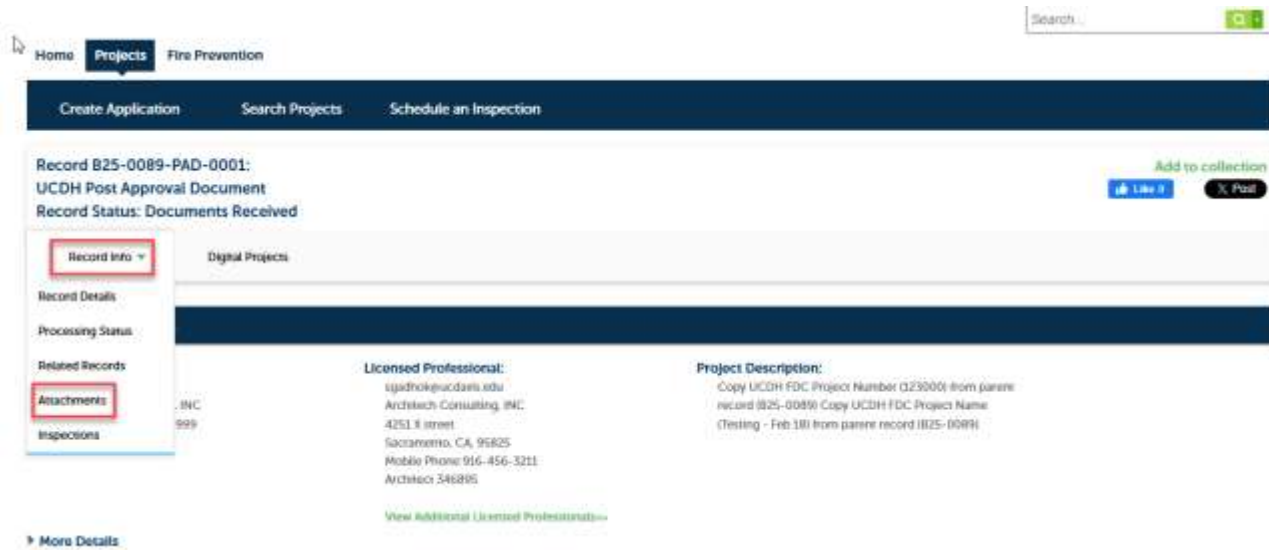 Search...
Home Projects Fire Prevention
Create Application Search Projects Schedule an Inspection
Record B25-0089-PAD-0001:
UCDH Post Approval Document
Record Status: Documents Received
Add to collection
Like 0 X Post
Record Info Digital Projects
Record Details
Processing Status
Related Records
Attachments
Inspections
, INC
999
Licensed Professional:
sgadhok@ucdavis.edu
Architech Consulting, INC
4251 X street
Sacramento, CA, 95825
Mobile Phone 916-456-3211
Architect 346895
View Additional Licensed Professionals>>
Project Description:
Copy UCDH FDC Project Number (123000) from parent
record (B25-0089) Copy UCDH FDC Project Name
(Testing - Feb 18) from parent record (B25-0089)
More Details